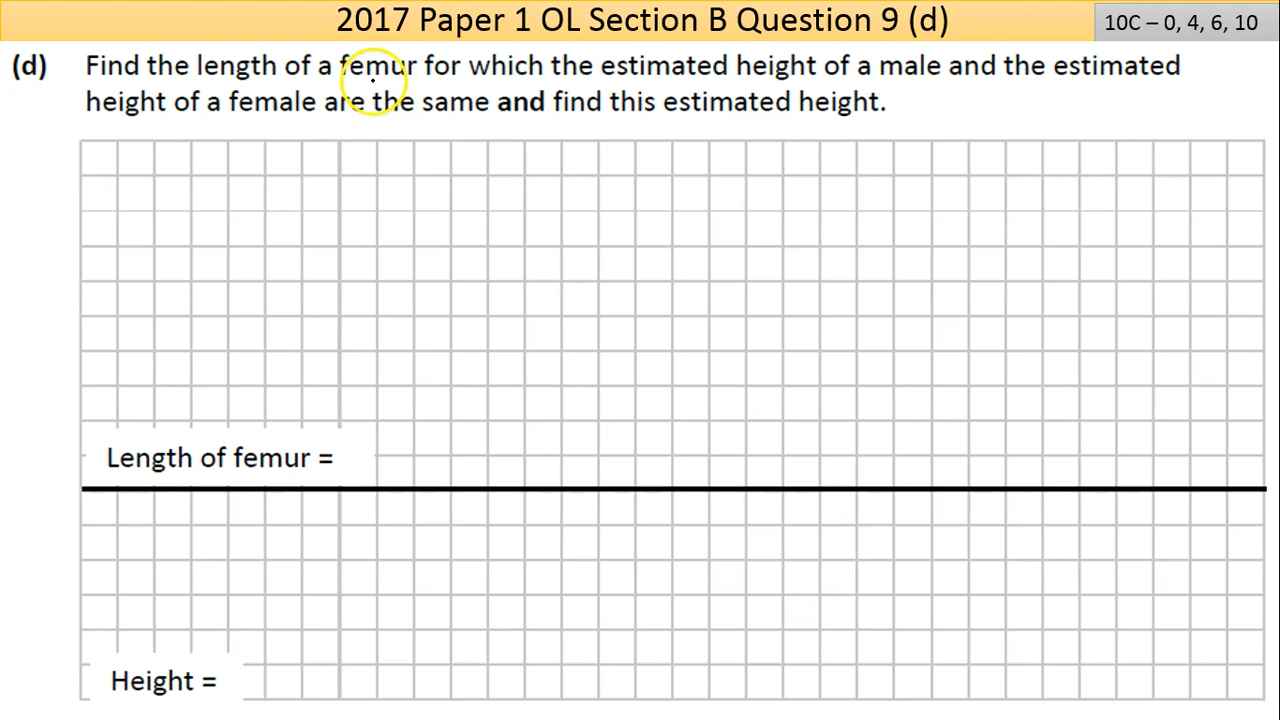 2017 Paper 1 OL Section B Question 9 (d)
10C – 0, 4, 6, 10
(d) Find the length of a femur for which the estimated height of a male and the estimated
height of a female are the same and find this estimated height.
Length of femur =
Height =